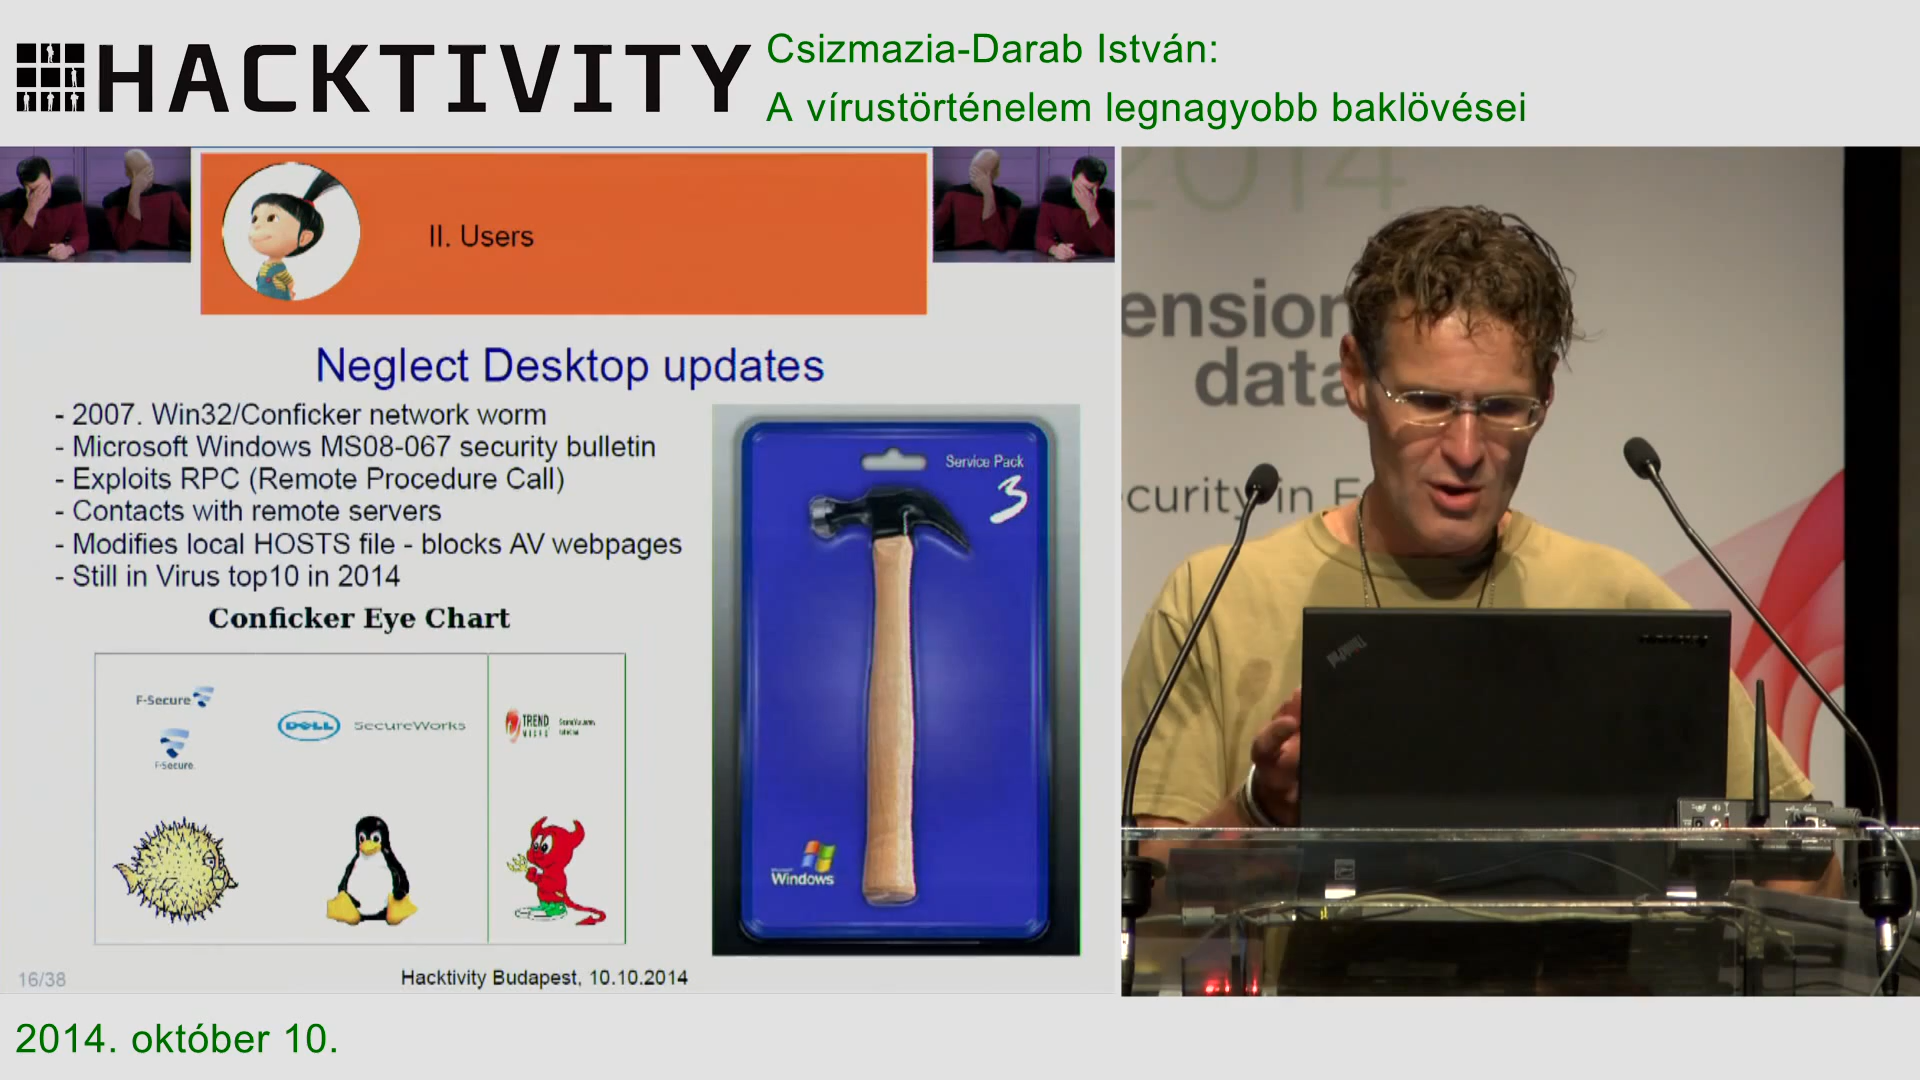 HACKTIVITY
Csizmazia-Darab István:
A vírustörténelem legnagyobb baklövései
II. Users
Neglect Desktop updates
- 2007. Win32/Conficker network worm
- Microsoft Windows MS08-067 security bulletin
- Exploits RPC (Remote Procedure Call)
- Contacts with remote servers
- Modifies local HOSTS file - blocks AV webpages
- Still in Virus top10 in 2014
Conficker Eye Chart
F-Secure
F-Secure
DELL SecureWorks
TREND
MICRO
Service Pack
3
Windows
16/38
Hacktivity Budapest, 10.10.2014
2014
ension
data
curity in E
ThinkPad
2014. október 10.